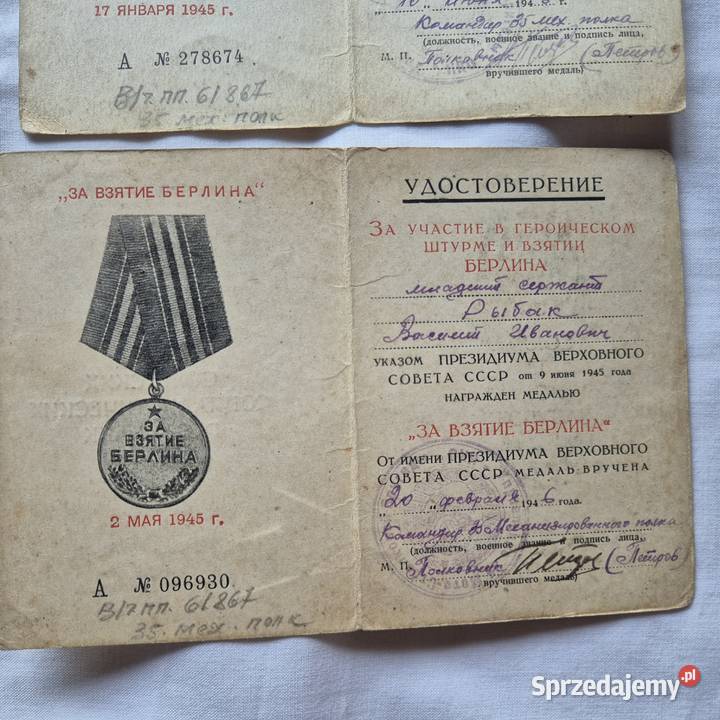 17 ЯНВАРЯ 1945 г.
А № 278674
В/ч пп. 61867
35 мех. полк
194 г.
Командир 35 мех. полка
(должность, военное звание и подпись лица,
М. П. Полковник (Петров)
вручившего медаль)
„ЗА ВЗЯТИЕ БЕРЛИНА“
ЗА
ВЗЯТИЕ
БЕРЛИНА
2 МАЯ 1945 г.
А № 096930
В/ч пп. 61867
35. мех. полк
УДОСТОВЕРЕНИЕ
ЗА УЧАСТИЕ В ГЕРОИЧЕСКОМ
ШТУРМЕ И ВЗЯТИИ
БЕРЛИНА
младший сержант
Рыбак
Василий Иванович
УКАЗОМ ПРЕЗИДИУМА ВЕРХОВНОГО
СОВЕТА СССР от 9 июня 1945 года
НАГРАЖДЕН МЕДАЛЬЮ
„ЗА ВЗЯТИЕ БЕРЛИНА“
От имени ПРЕЗИДИУМА ВЕРХОВНОГО
СОВЕТА СССР МЕДАЛЬ ВРУЧЕНА
„20 „ февраля 1946 года.
Командир 35 Механизированного полка
(должность, военное звание и подпись лица,
М. П. Полковник Петров (Петров)
вручившего медаль)
Sprzedajemy.pl